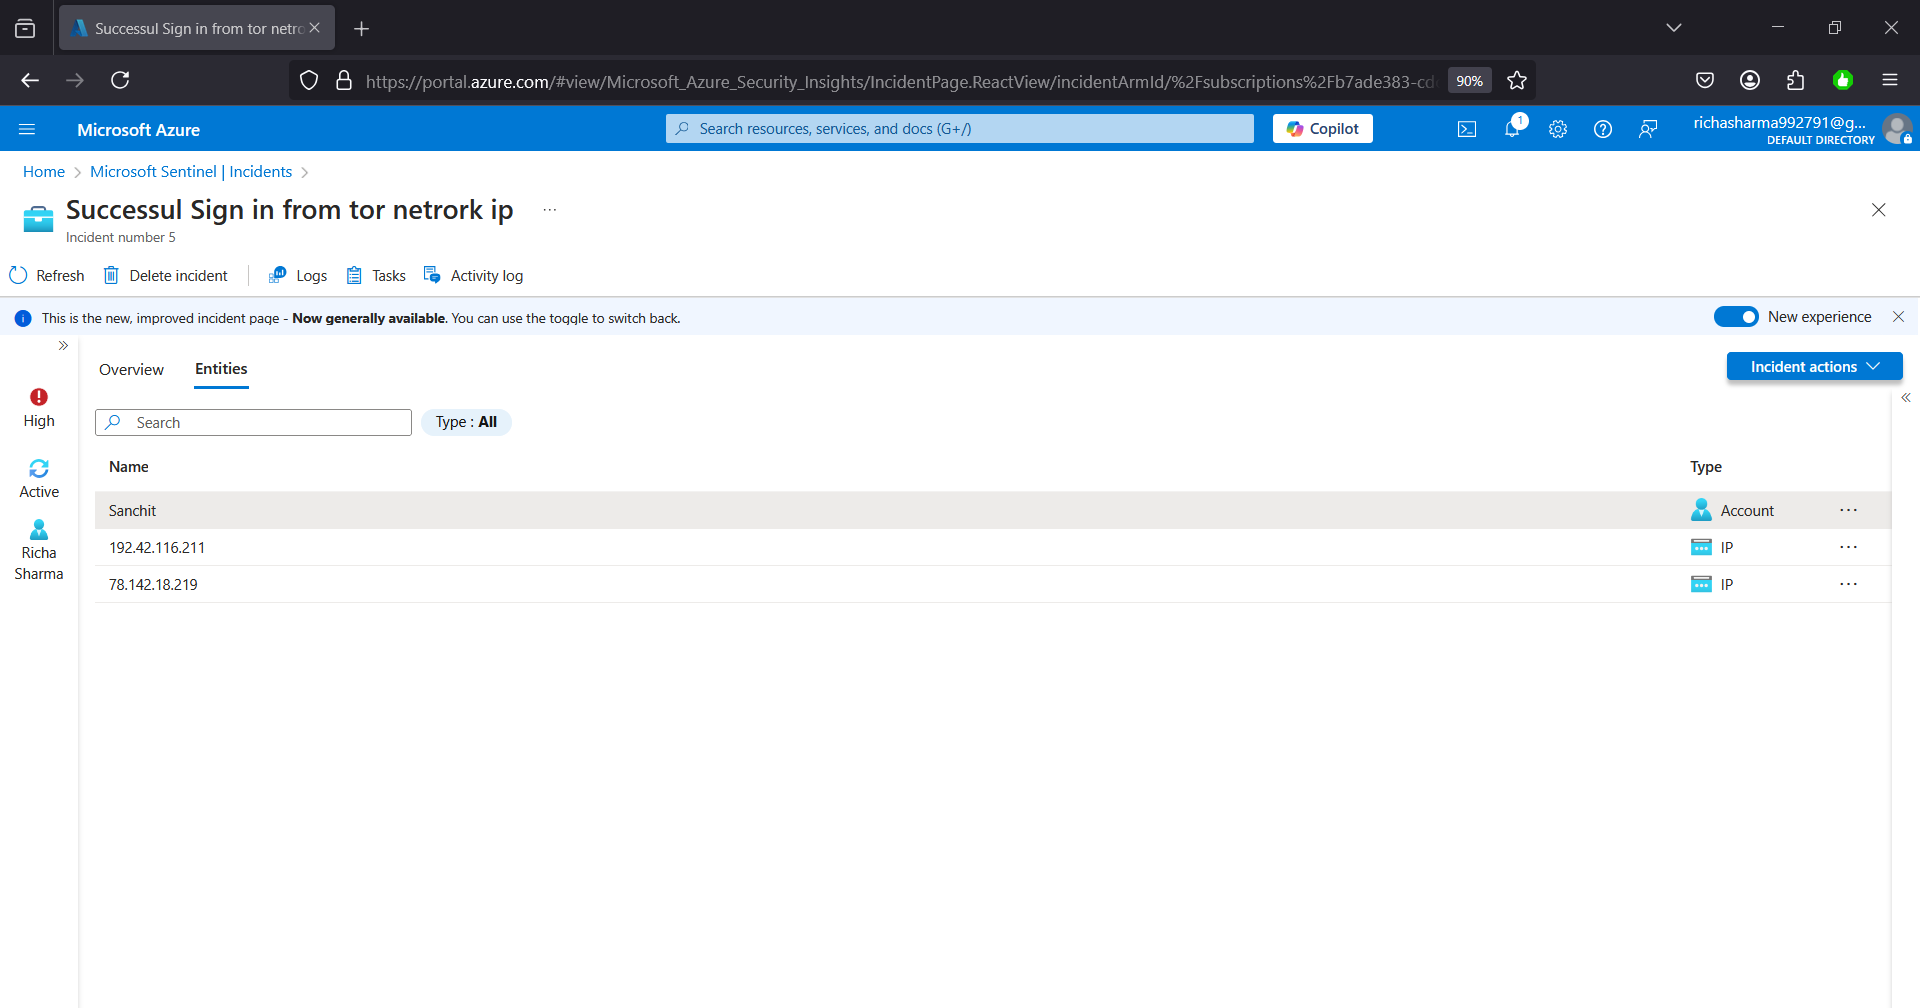 Successul Sign in from tor netro
https://portal.azure.com/#view/Microsoft_Azure_Security_Insights/IncidentPage.ReactView/incidentArmId/%2Fsubscriptions%2Fb7ade383-cd
90%
Microsoft Azure
Search resources, services, and docs (G+/)
Copilot
1
richasharma992791@g...
DEFAULT DIRECTORY
Home > Microsoft Sentinel | Incidents >
Successul Sign in from tor netrork ip ...
Incident number 5
Refresh Delete incident Logs Tasks Activity log
This is the new, improved incident page - Now generally available. You can use the toggle to switch back.
New experience
Overview Entities
Incident actions
High
Active
Richa
Sharma
Search
Type : All
Name Type
Sanchit Account ...
192.42.116.211 IP ...
78.142.18.219 IP ...